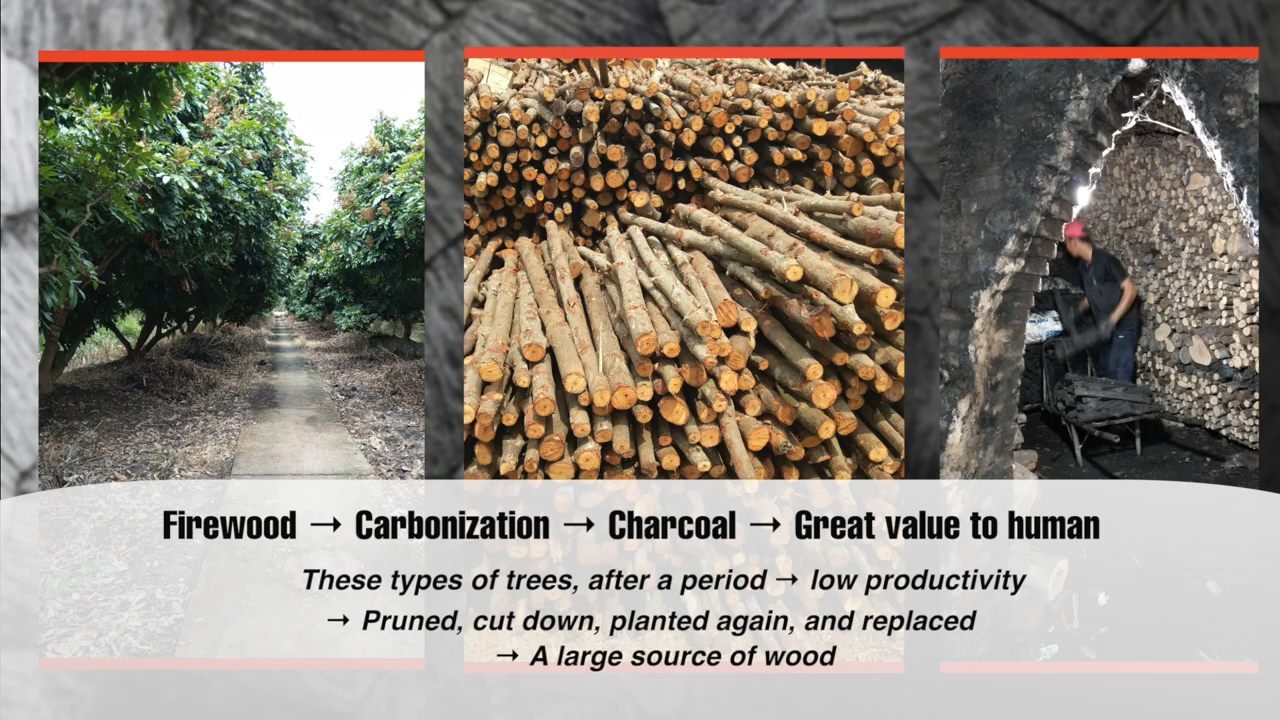 Firewood → Carbonization → Charcoal → Great value to human
These types of trees, after a period → low productivity
→ Pruned, cut down, planted again, and replaced
→ A large source of wood